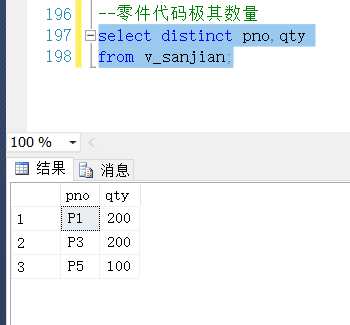 196 --零件代码极其数量
197 select distinct pno,qty
198 from v_sanjian;
100 %
结果 消息
pno qty
1 P1 200
2 P3 200
3 P5 100